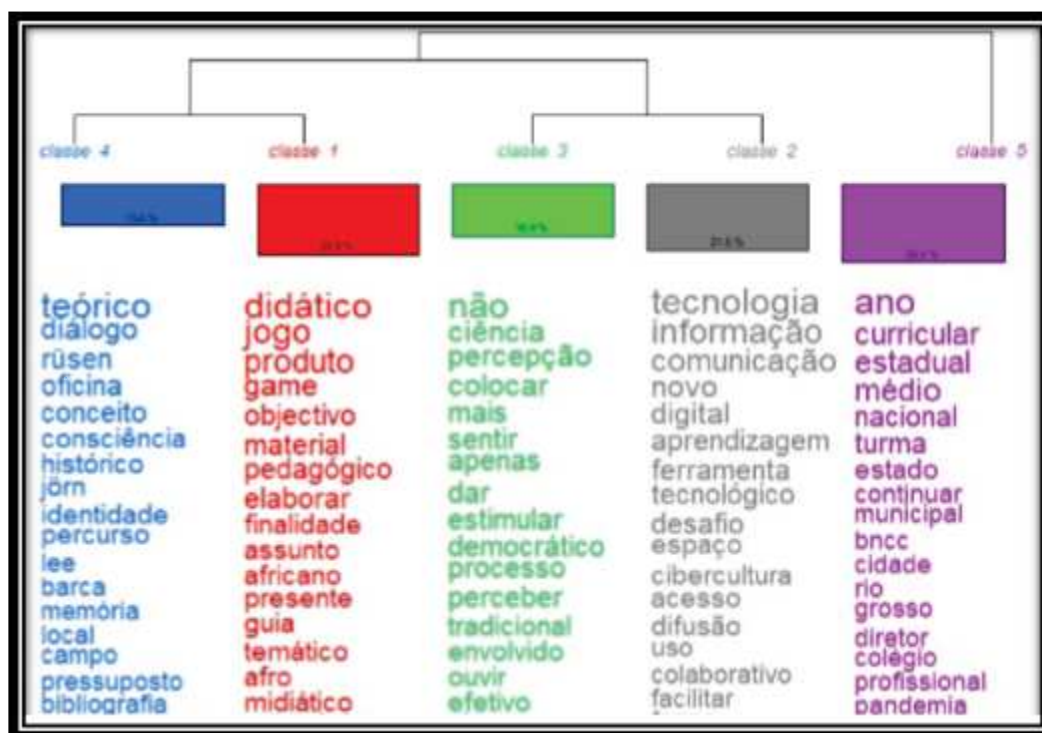 classe 4
classe 1
classe 3
classe 2
classe 5
teórico
diálogo
rüsen
oficina
conceito
consciência
histórico
jörn
identidade
percurso
lee
barca
memória
local
campo
pressuposto
bibliografia
didático
jogo
produto
game
objectivo
material
pedagógico
elaborar
finalidade
assunto
africano
presente
guia
temático
afro
midiático
não
ciência
percepção
colocar
mais
sentir
apenas
dar
estimular
democrático
processo
perceber
tradicional
envolvido
ouvir
efetivo
tecnologia
informação
comunicação
novo
digital
aprendizagem
ferramenta
tecnológico
desafio
espaço
cibercultura
acesso
difusão
uso
colaborativo
facilitar
ano
curricular
estadual
médio
nacional
turma
estado
continuar
municipal
bncc
cidade
rio
grosso
diretor
colégio
profissional
pandemia